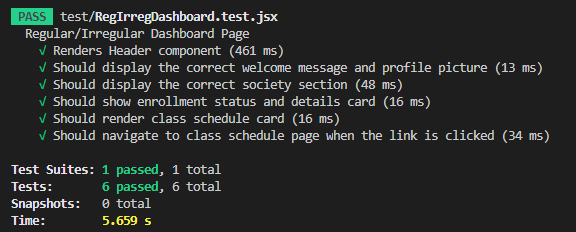 PASS test/RegIrregDashboard.test.jsx
Regular/Irregular Dashboard Page
√ Renders Header component (461 ms)
√ Should display the correct welcome message and profile picture (13 ms)
√ Should display the correct society section (48 ms)
√ Should show enrollment status and details card (16 ms)
√ Should render class schedule card (16 ms)
√ Should navigate to class schedule page when the link is clicked (34 ms)
Test Suites: 1 passed, 1 total
Tests: 6 passed, 6 total
Snapshots: 0 total
Time: 5.659 s